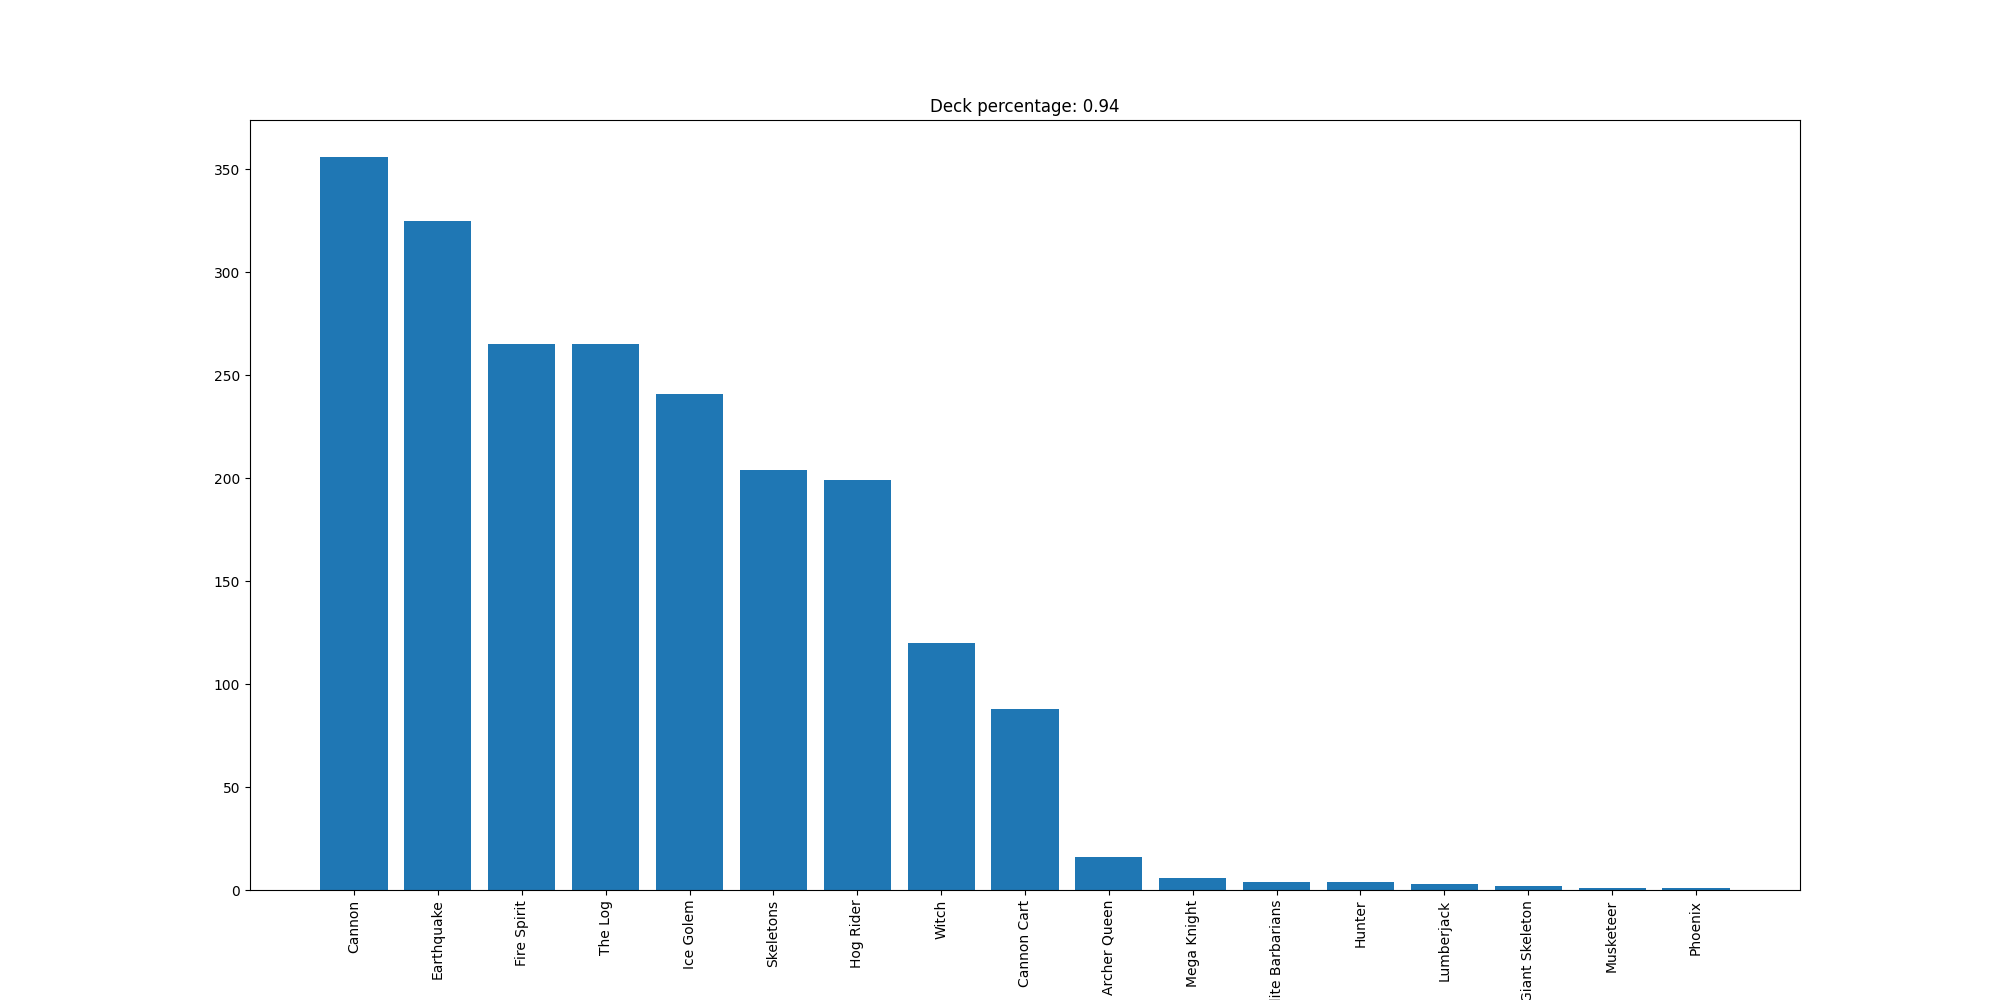 Deck percentage: 0.94
350
300
250
200
150
100
50
0
Cannon
Earthquake
Fire Spirit
The Log
Ice Golem
Skeletons
Hog Rider
Witch
Cannon Cart
Archer Queen
Mega Knight
lite Barbarians
Hunter
Lumberjack
Giant Skeleton
Musketeer
Phoenix